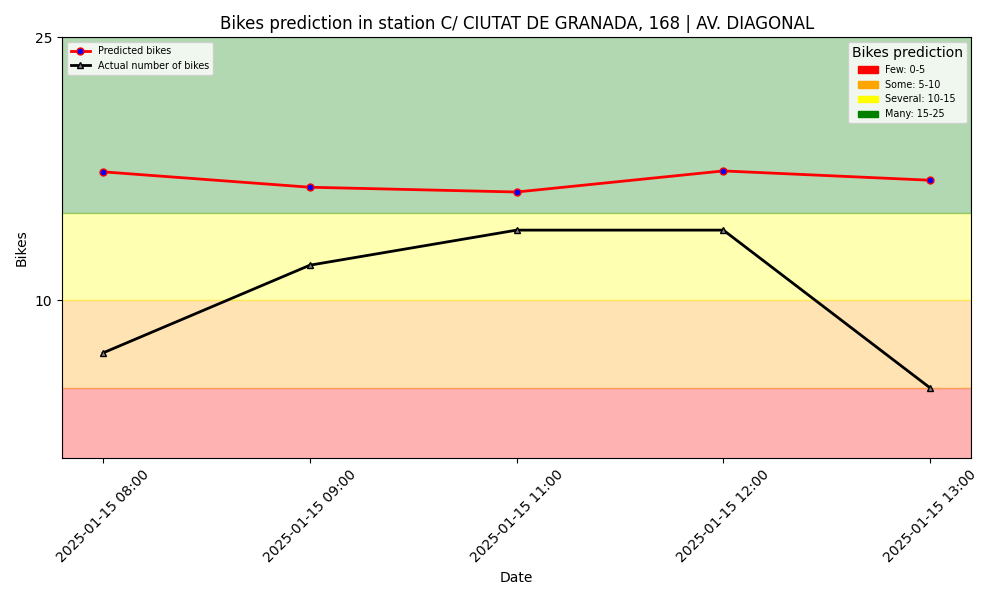 Bikes prediction in station C/ CIUTAT DE GRANADA, 168 | AV. DIAGONAL
25
10
Bikes
Predicted bikes
Actual number of bikes
Bikes prediction
Few: 0-5
Some: 5-10
Several: 10-15
Many: 15-25
2025-01-15 08:00
2025-01-15 09:00
2025-01-15 11:00
2025-01-15 12:00
2025-01-15 13:00
Date